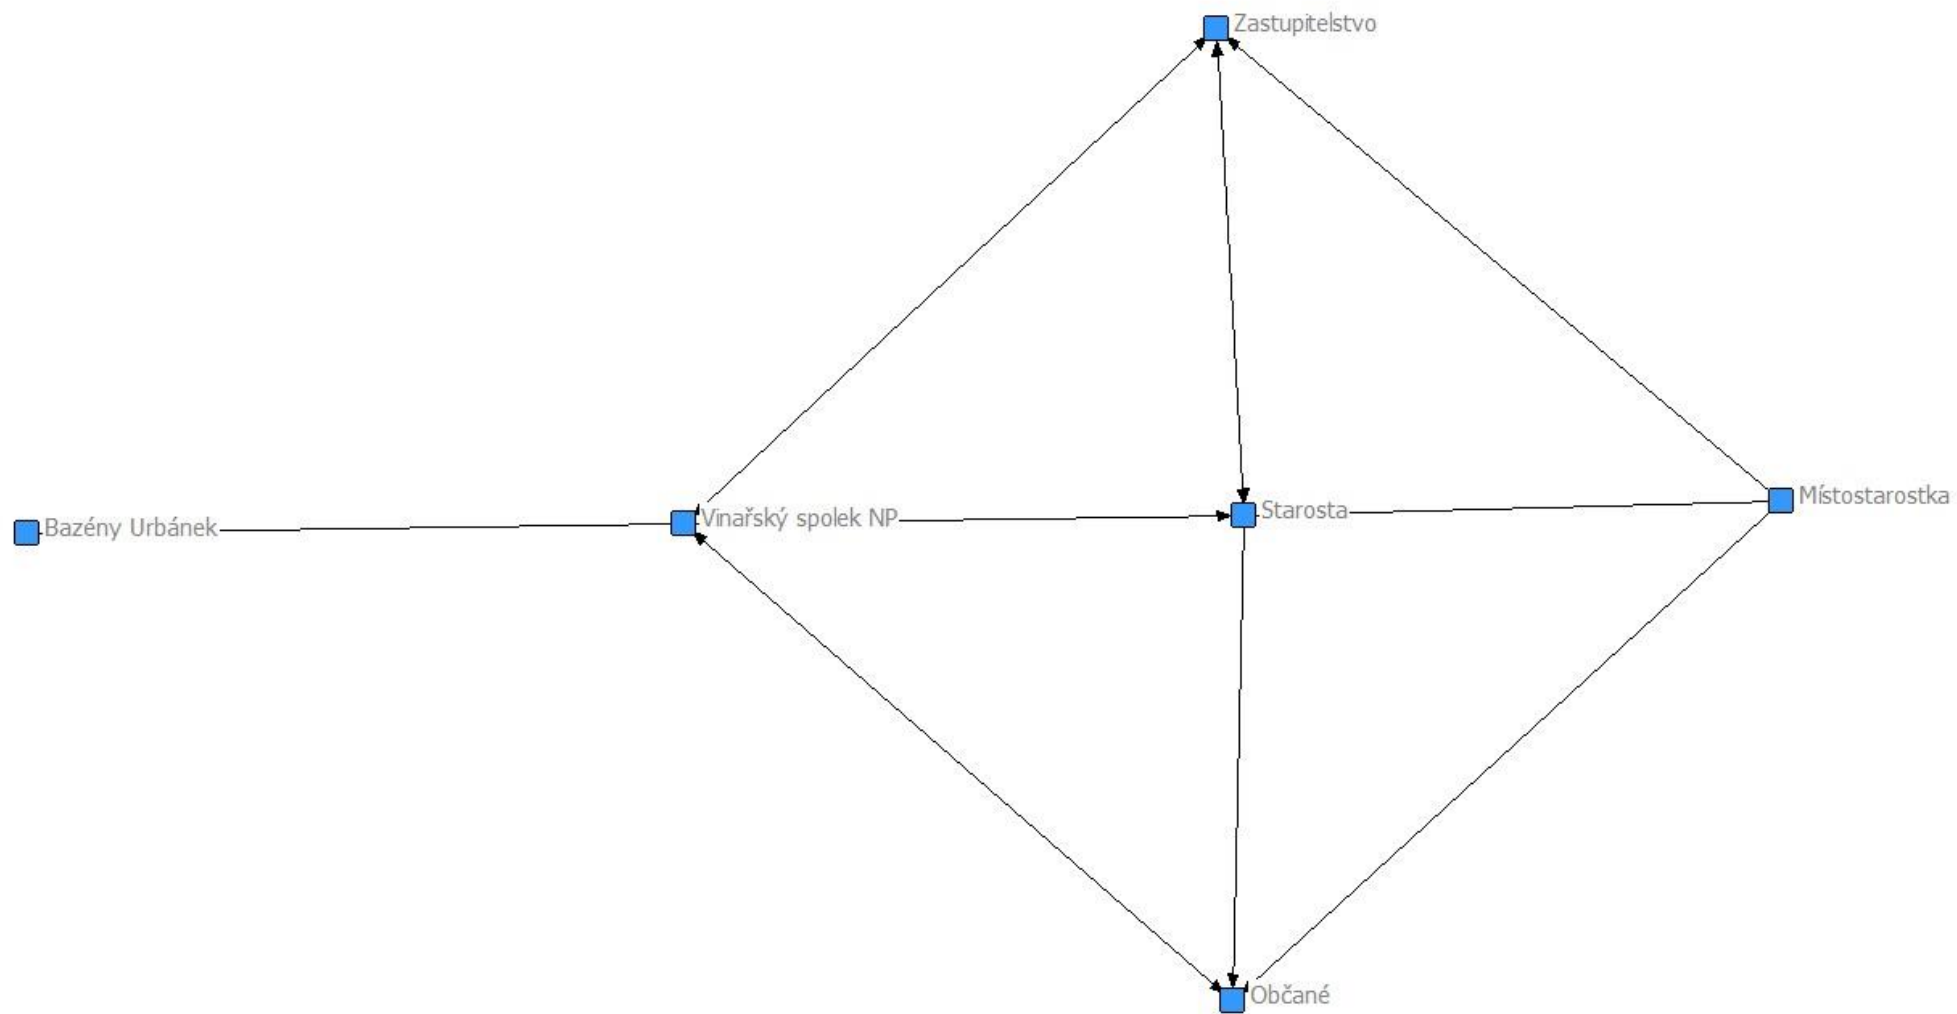 Zastupitelstvo
Bazény Urbánek
Vinařský spolek NP
Starosta
Místostarostka
Občané